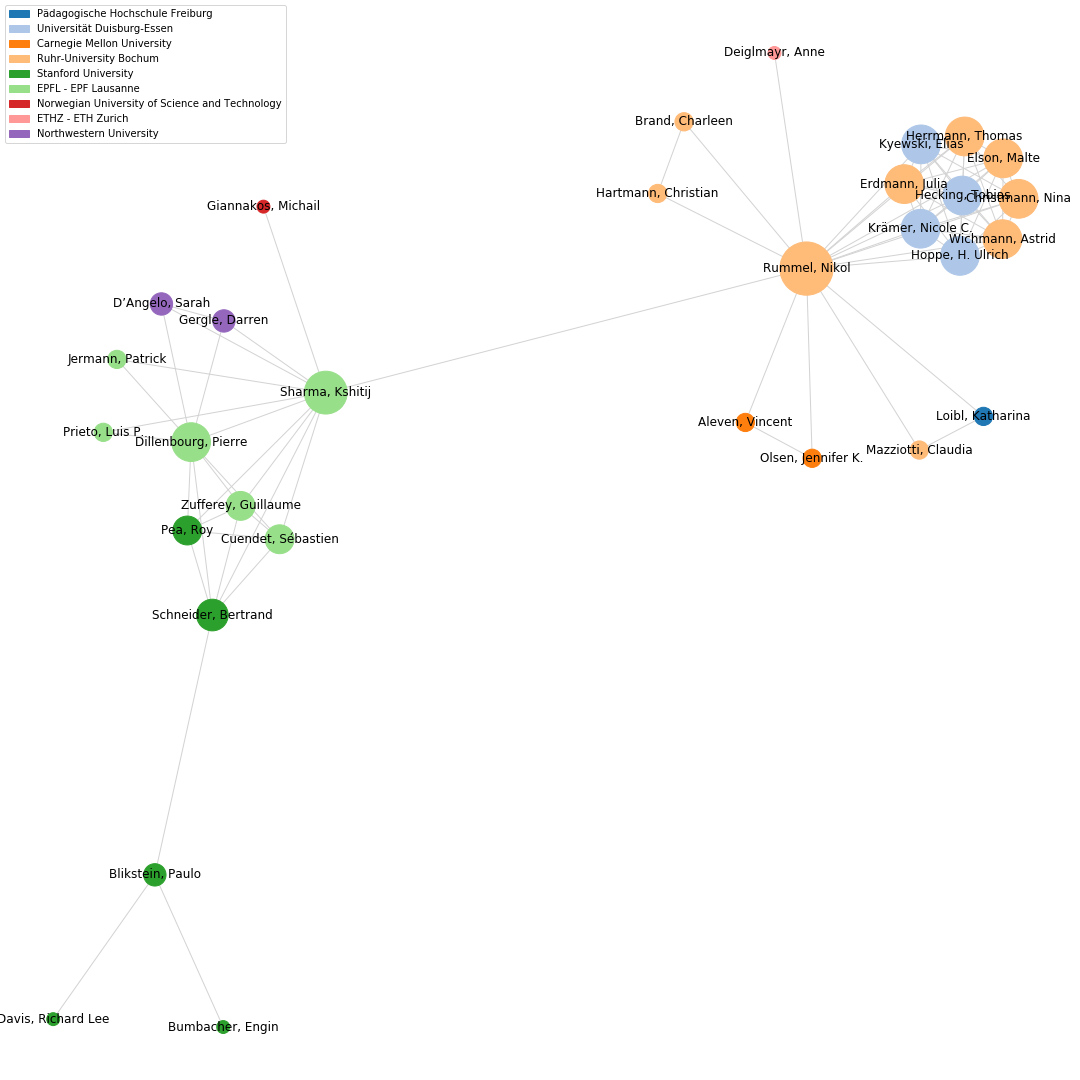 Pädagogische Hochschule Freiburg
Universität Duisburg-Essen
Carnegie Mellon University
Ruhr-University Bochum
Stanford University
EPFL - EPF Lausanne
Norwegian University of Science and Technology
ETHZ - ETH Zurich
Northwestern University
Deiglmayr, Anne
Brand, Charleen
Herrmann, Thomas
Kyewski, Elias
Elson, Malte
Erdmann, Julia
Hartmann, Christian
Hecking, Tobias
Christmann, Nina
Giannakos, Michail
Krämer, Nicole C.
Wichmann, Astrid
Hoppe, H. Ulrich
Rummel, Nikol
D’Angelo, Sarah
Gergle, Darren
Jermann, Patrick
Sharma, Kshitij
Loibl, Katharina
Aleven, Vincent
Prieto, Luis P.
Dillenbourg, Pierre
Mazziotti, Claudia
Olsen, Jennifer K.
Zufferey, Guillaume
Pea, Roy
Cuendet, Sébastien
Schneider, Bertrand
Blikstein, Paulo
Davis, Richard Lee
Bumbacher, Engin